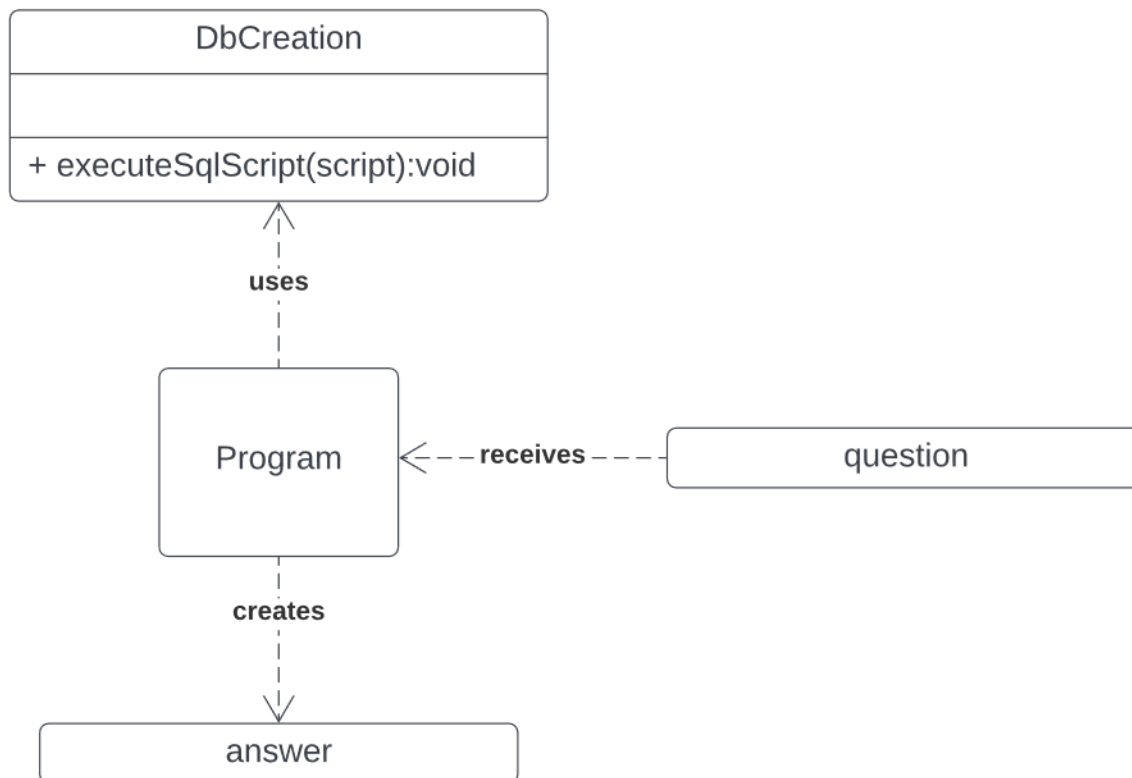 DbCreation
+ executeSqlScript(script):void
uses
Program
receives
question
creates
answer